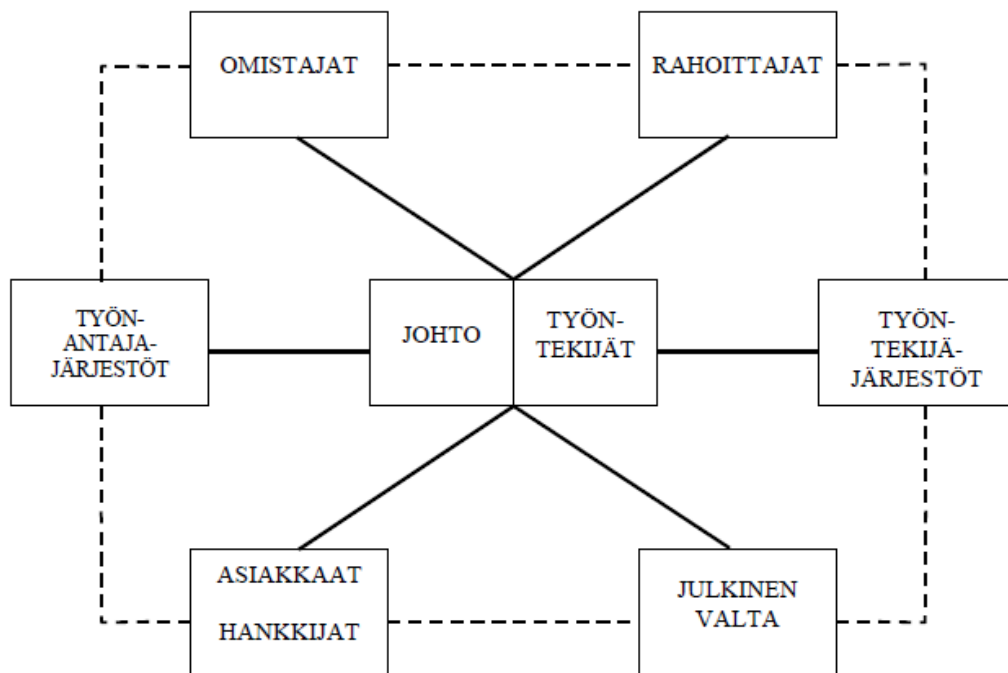 OMISTAJAT
RAHOITTAJAT
TYÖN-
ANTAJA-
JÄRJESTÖT
JOHTO
TYÖN-
TEKIJÄT
TYÖN-
TEKIJÄ-
JÄRJESTÖT
ASIAKKAAT
HANKKIJAT
JULKINEN
VALTA